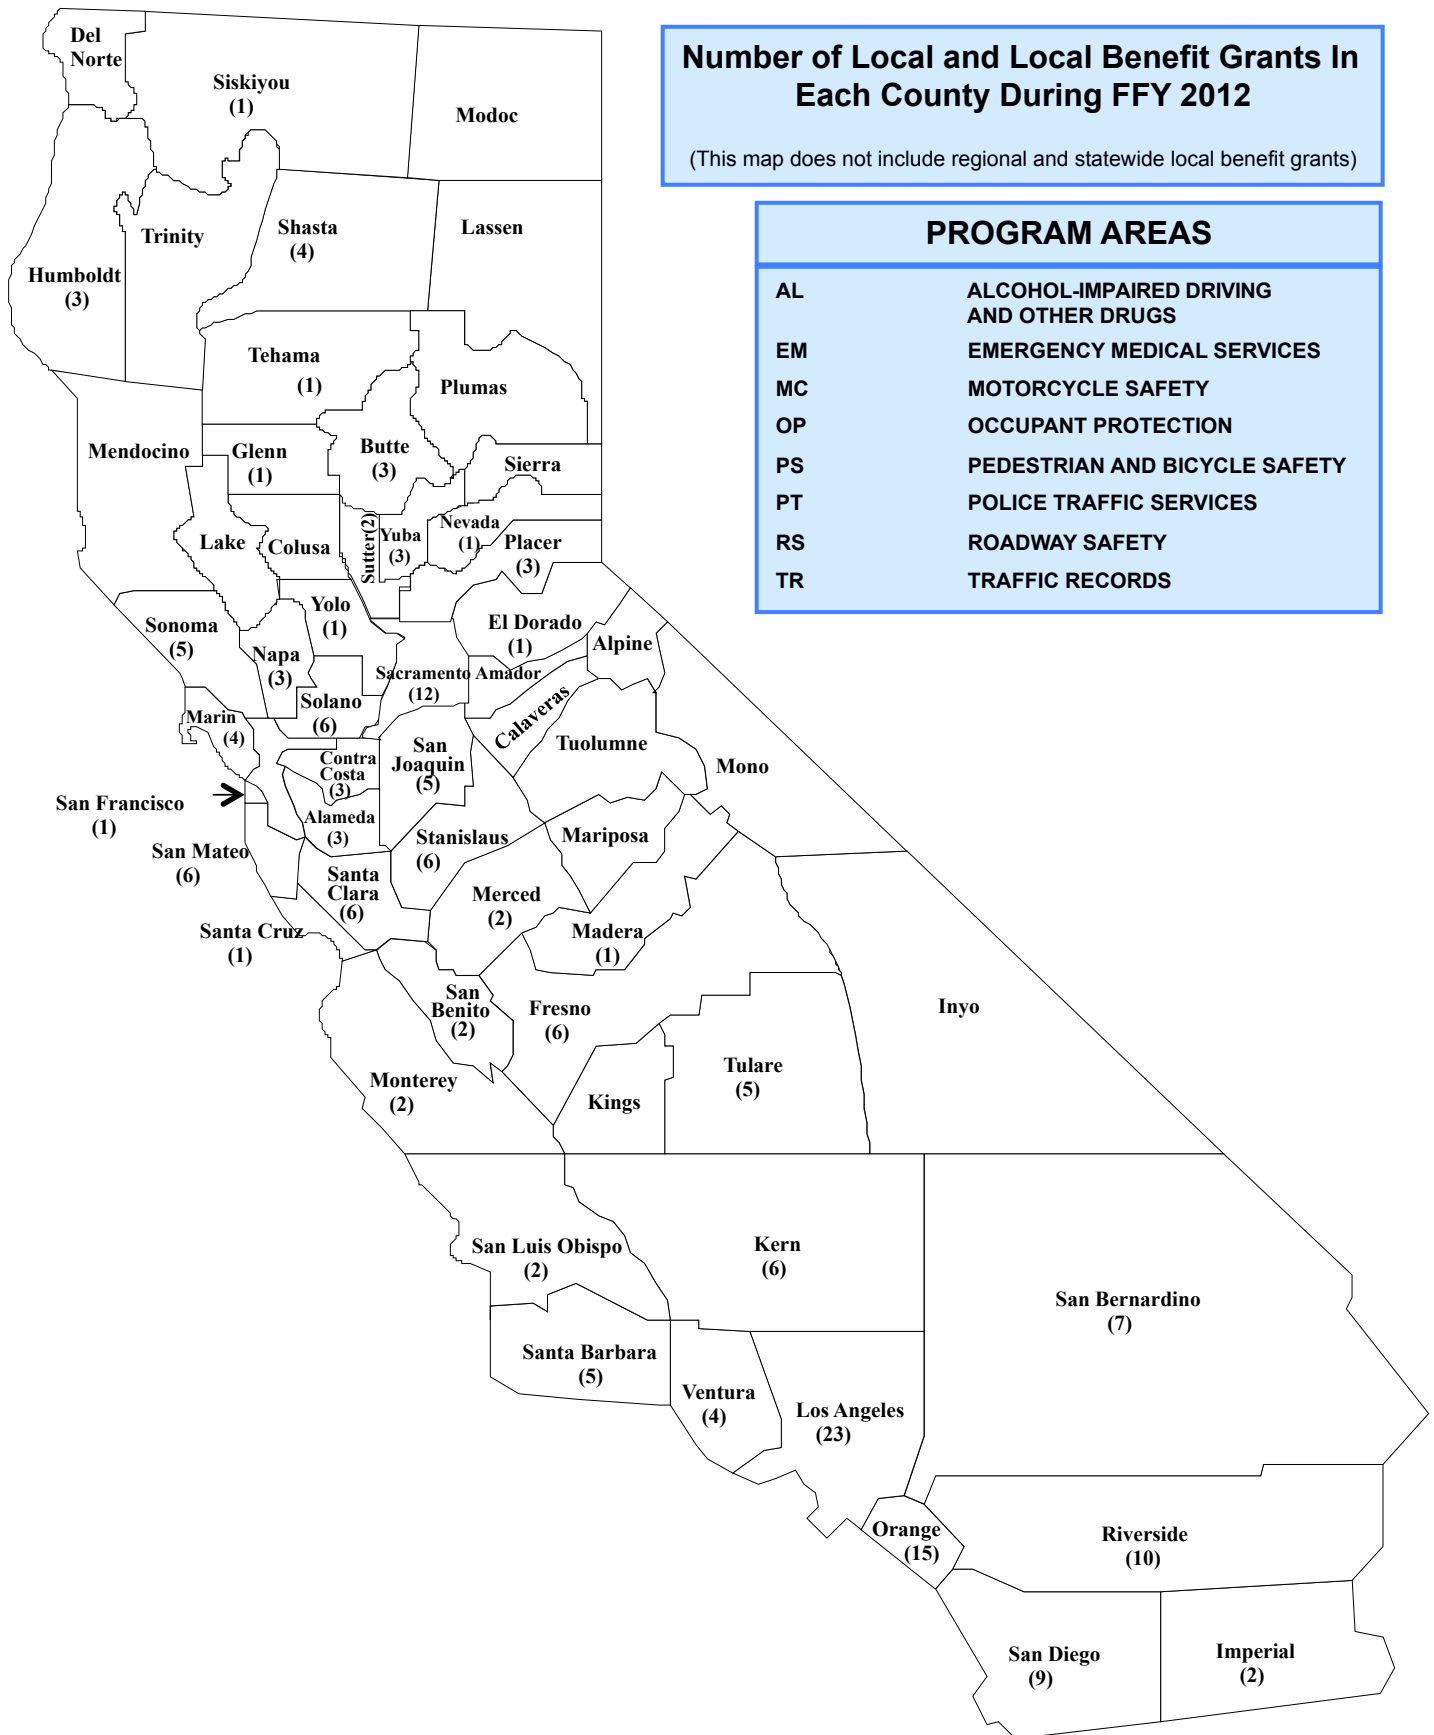 Number of Local and Local Benefit Grants In
Each County During FFY 2012
(This map does not include regional and statewide local benefit grants)
PROGRAM AREAS
AL ALCOHOL-IMPAIRED DRIVING
AND OTHER DRUGS
EM EMERGENCY MEDICAL SERVICES
MC MOTORCYCLE SAFETY
OP OCCUPANT PROTECTION
PS PEDESTRIAN AND BICYCLE SAFETY
PT POLICE TRAFFIC SERVICES
RS ROADWAY SAFETY
TR TRAFFIC RECORDS
Del
Norte
Siskiyou
(1)
Modoc
Humboldt
(3)
Trinity
Shasta
(4)
Lassen
Tehama
(1)
Plumas
Mendocino
Glenn
(1)
Butte
(3)
Sierra
Lake
Colusa
Sutter(2)
Yuba
(3)
Nevada
(1)
Placer
(3)
Sonoma
(5)
Napa
(3)
Yolo
(1)
El Dorado
(1)
Alpine
Sacramento
(12)
Amador
Solano
(6)
Marin
(4)
Calaveras
Tuolumne
Mono
Contra
Costa
(3)
San
Joaquin
(5)
San Francisco
(1)
Alameda
(3)
Stanislaus
(6)
Mariposa
San Mateo
(6)
Santa
Clara
(6)
Merced
(2)
Madera
(1)
Santa Cruz
(1)
San
Benito
(2)
Fresno
(6)
Inyo
Monterey
(2)
Kings
Tulare
(5)
San Luis Obispo
(2)
Kern
(6)
San Bernardino
(7)
Santa Barbara
(5)
Ventura
(4)
Los Angeles
(23)
Orange
(15)
Riverside
(10)
San Diego
(9)
Imperial
(2)